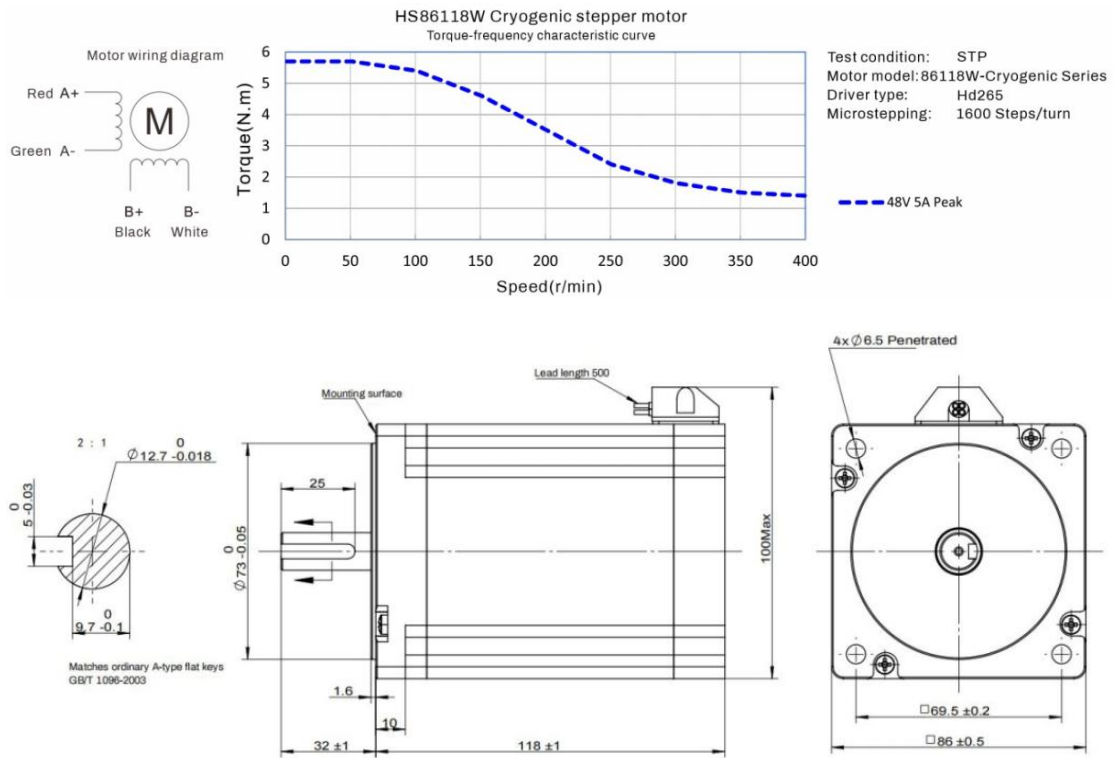 HS86118W Cryogenic stepper motor
Torque-frequency characteristic curve
Motor wiring diagram
Red A+
Green A-
M
B+
Black
B-
White
Torque(N.m)
6
5
4
3
2
1
0
0 50 100 150 200 250 300 350 400
Speed(r/min)
Test condition: STP
Motor model:86118W-Cryogenic Series
Driver type: Hd265
Microstepping: 1600 Steps/turn
48V 5A Peak
2 : 1
0
Ø12.7 -0.018
0
5 -0.03
0
9.7 -0.1
Matches ordinary A-type flat keys
GB/T 1096-2003
Mounting surface
Lead length 500
25
0
Ø73 -0.05
1.6
10
32 ±1
118 ±1
100Max
4xØ6.5 Penetrated
□69.5 ±0.2
□86 ±0.5